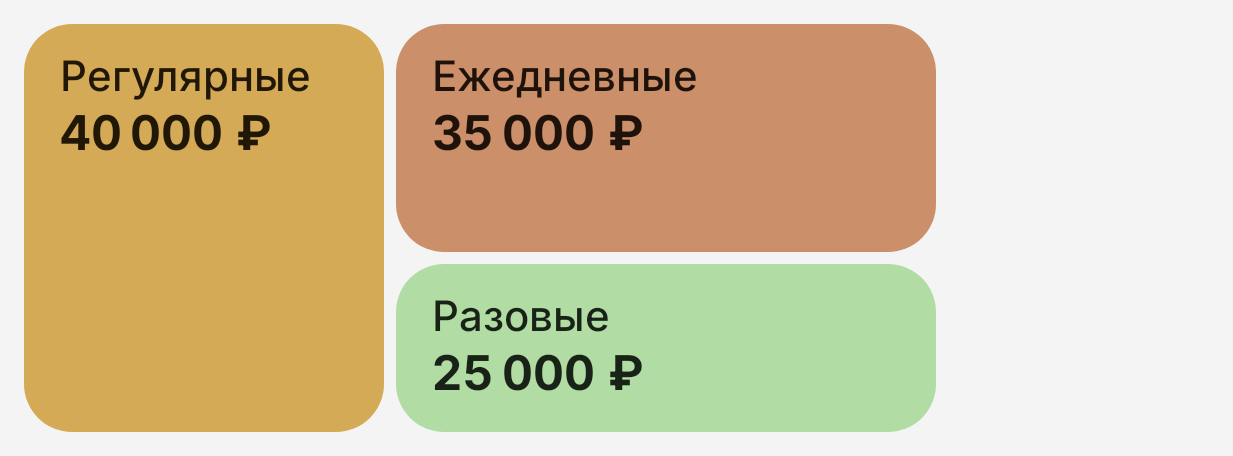 Регулярные
40 000 ₽
Ежедневные
35 000 ₽
Разовые
25 000 ₽